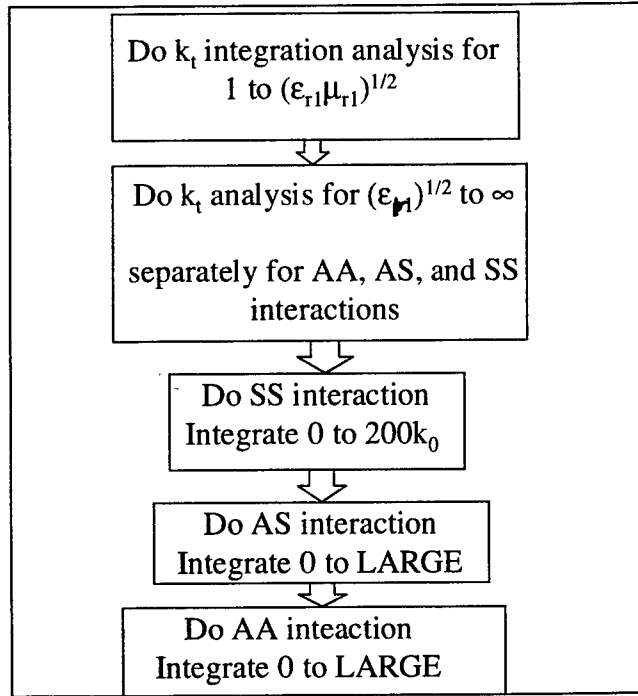 Do kₜ integration analysis for
1 to (εᵣ₁μᵣ₁)^1/2
Do kₜ analysis for (ε )^1/2 to ∞
separately for AA, AS, and SS
interactions
Do SS interaction
Integrate 0 to 200k₀
Do AS interaction
Integrate 0 to LARGE
Do AA inteaction
Integrate 0 to LARGE